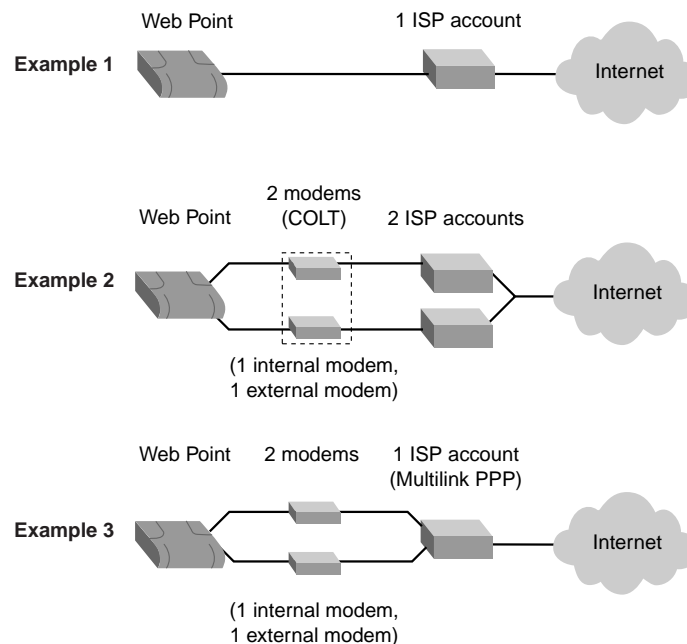 Web Point
1 ISP account
Example 1
Internet
2 modems
(COLT)
Web Point
2 ISP accounts
Example 2
Internet
(1 internal modem,
1 external modem)
Web Point
2 modems
1 ISP account
(Multilink PPP)
Example 3
Internet
(1 internal modem,
1 external modem)